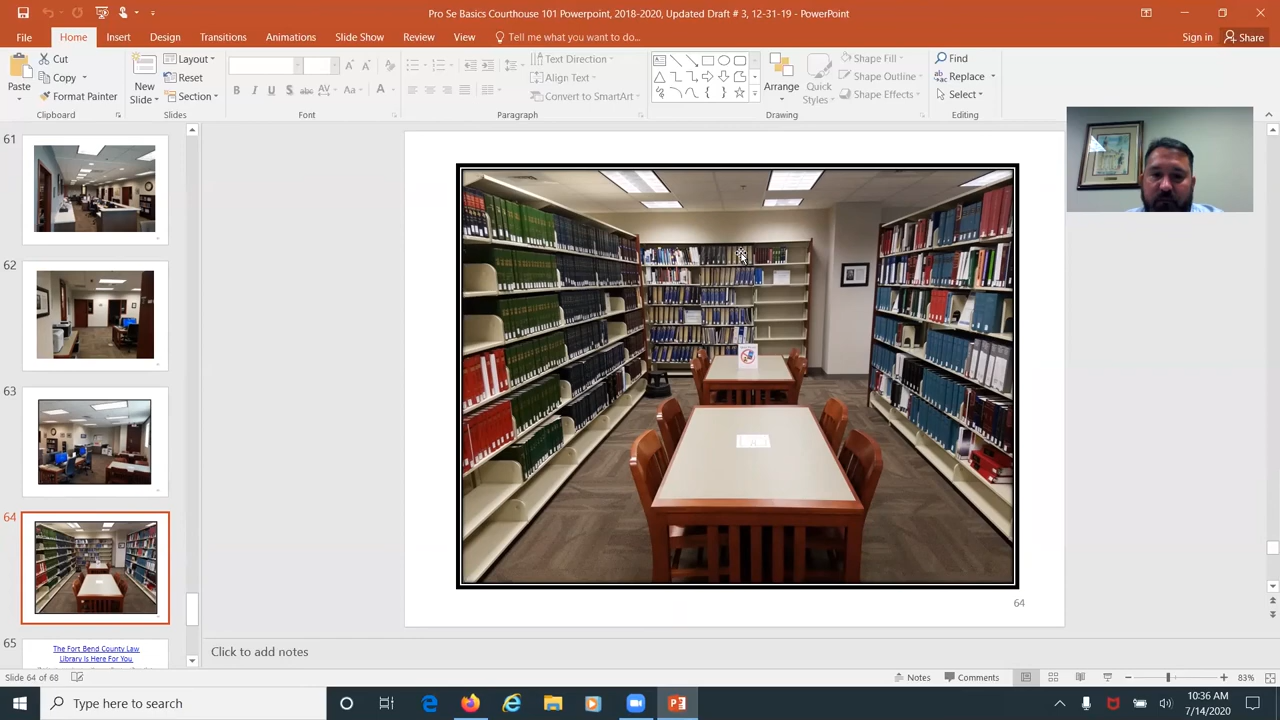 Pro Se Basics Courthouse 101 Powerpoint, 2018-2020, Updated Draft # 3, 12-31-19 - PowerPoint
File Home Insert Design Transitions Animations Slide Show Review View Tell me what you want to do... Sign in Share
Paste
Cut
Copy
Format Painter
Clipboard
New
Slide
Layout
Reset
Section
Slides
B I U S abc AV Aa A
Font
Text Direction
Align Text
Convert to SmartArt
Paragraph
Arrange
Quick
Styles
Shape Fill
Shape Outline
Shape Effects
Drawing
Find
Replace
Select
Editing
61
62
63
64
65
The Fort Bend County Law
Library Is Here For You
64
Click to add notes
Slide 64 of 68
Notes Comments 83%
Type here to search
10:36 AM
7/14/2020